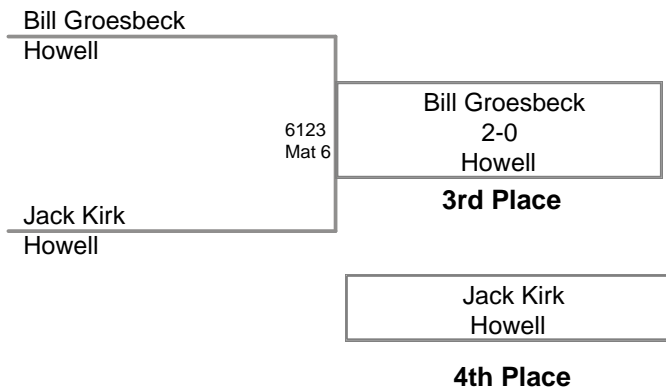 Bill Groesbeck
Howell
6123
Mat 6
Bill Groesbeck
2-0
Howell
3rd Place
Jack Kirk
Howell
Jack Kirk
Howell
4th Place